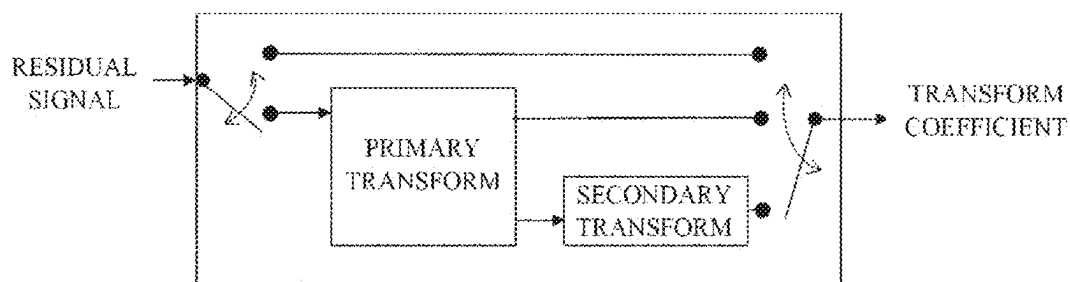 RESIDUAL
SIGNAL
PRIMARY
TRANSFORM
SECONDARY
TRANSFORM
TRANSFORM
COEFFICIENT